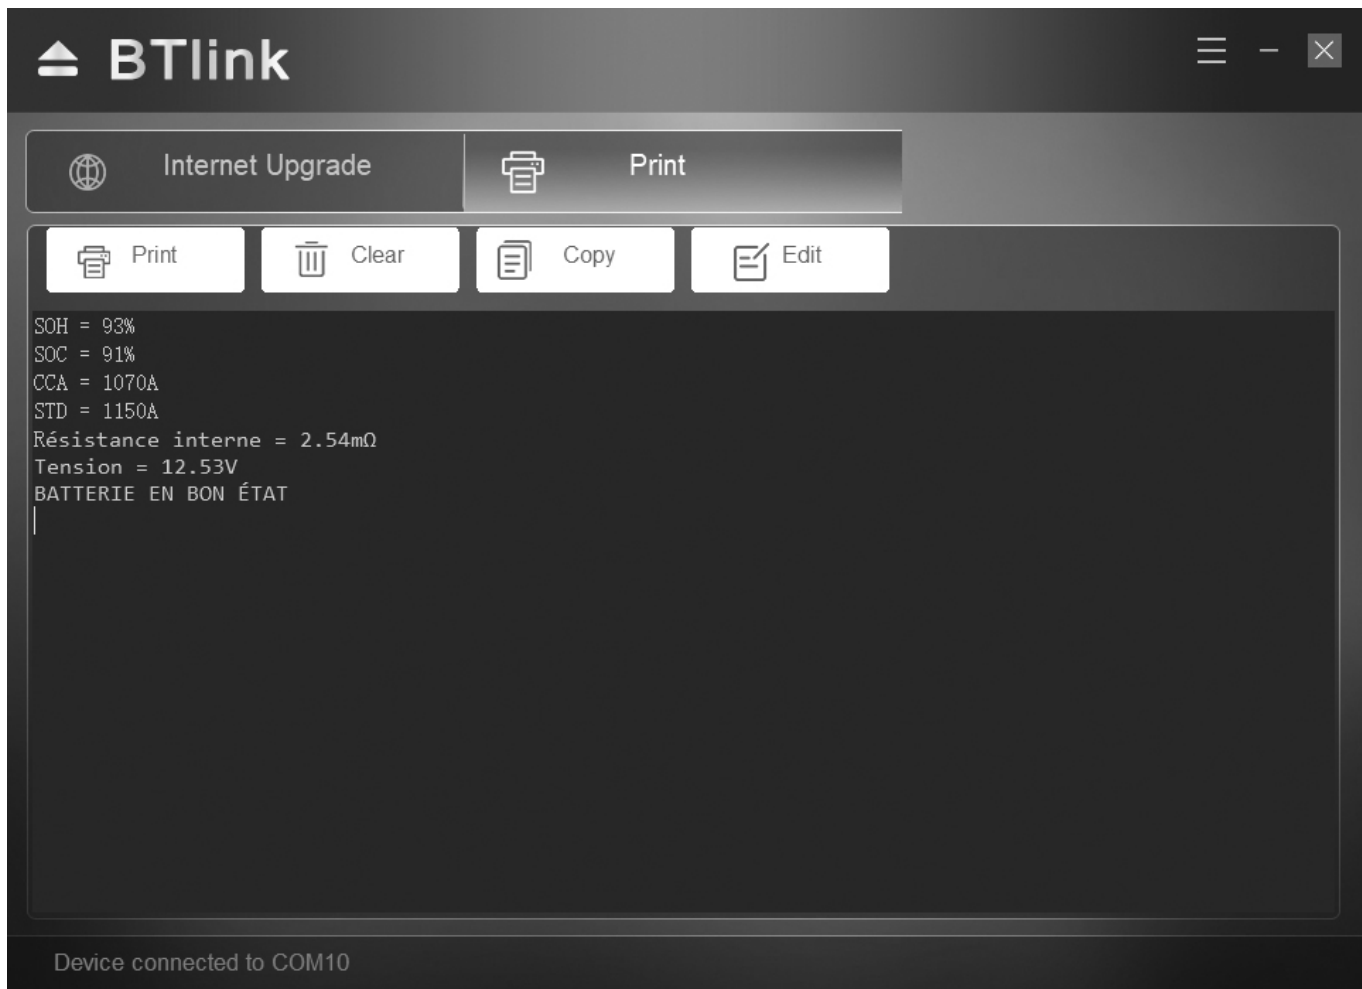 BTlink
Internet Upgrade
Print
Print
Clear
Copy
Edit
SOH = 93%
SOC = 91%
CCA = 1070A
STD = 1150A
Résistance interne = 2.54mΩ
Tension = 12.53V
BATTERIE EN BON ÉTAT
Device connected to COM10